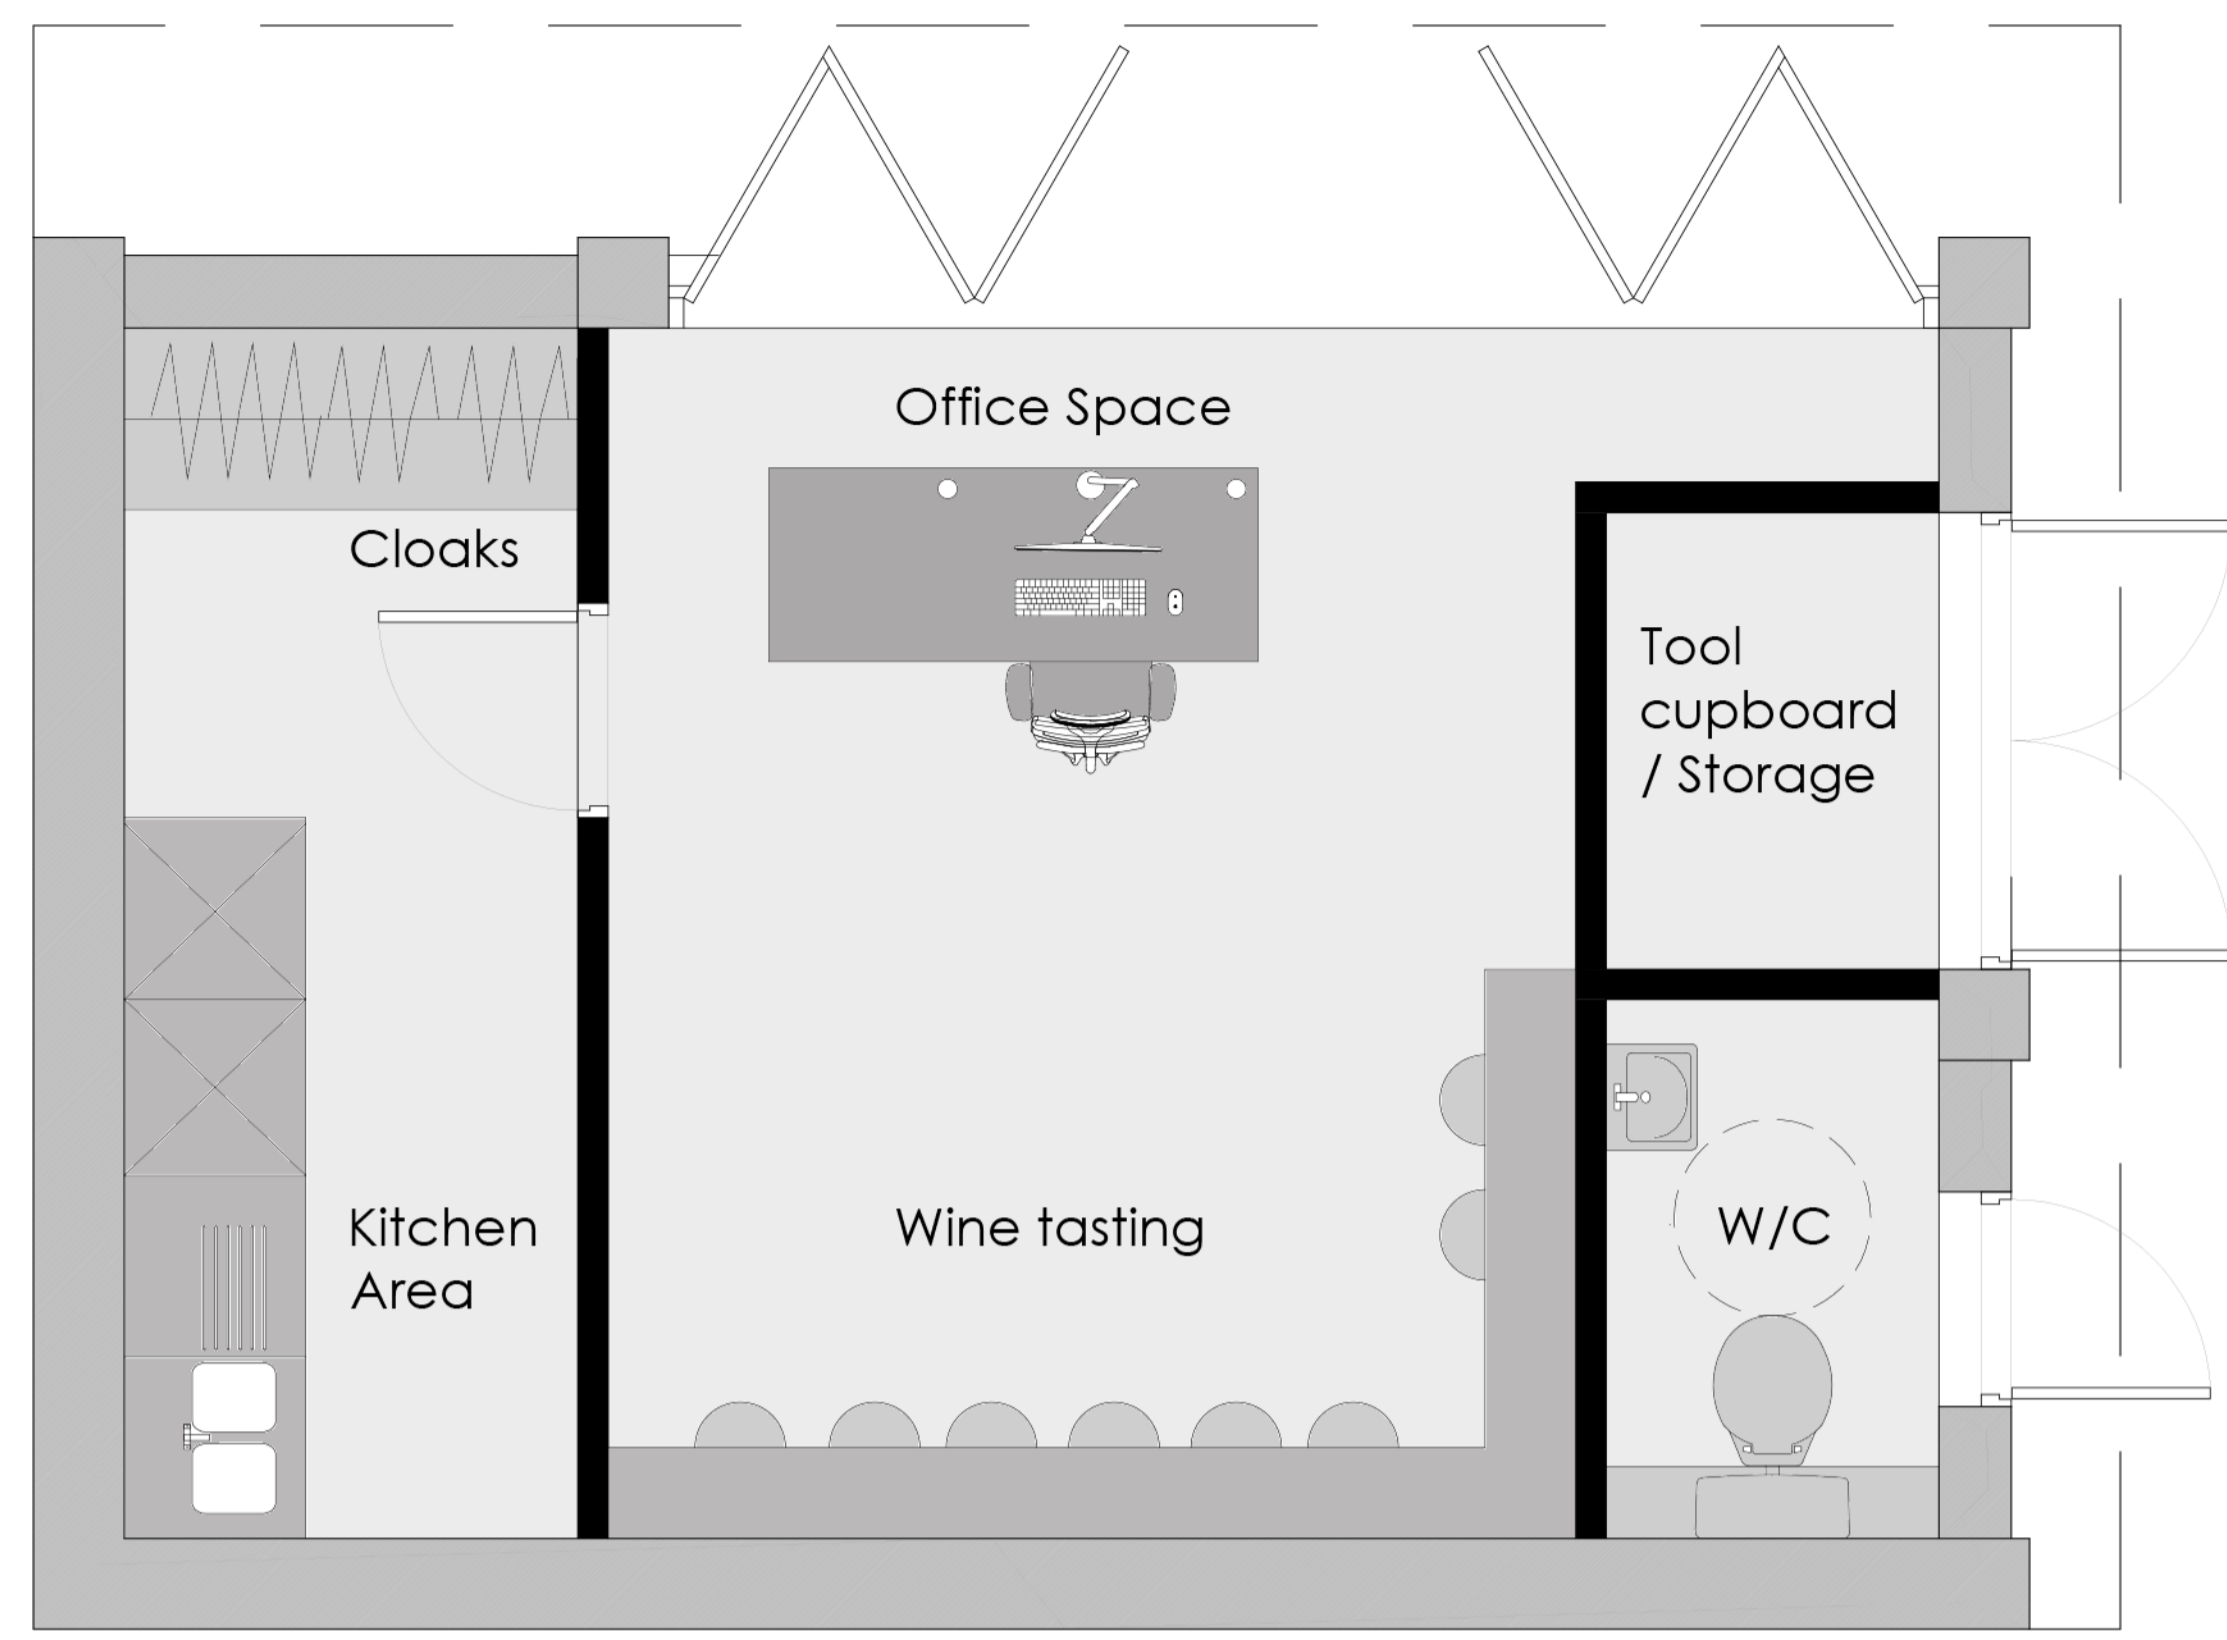 Office Space
Cloaks
Tool
cupboard
/ Storage
Kitchen
Area
Wine tasting
W/C